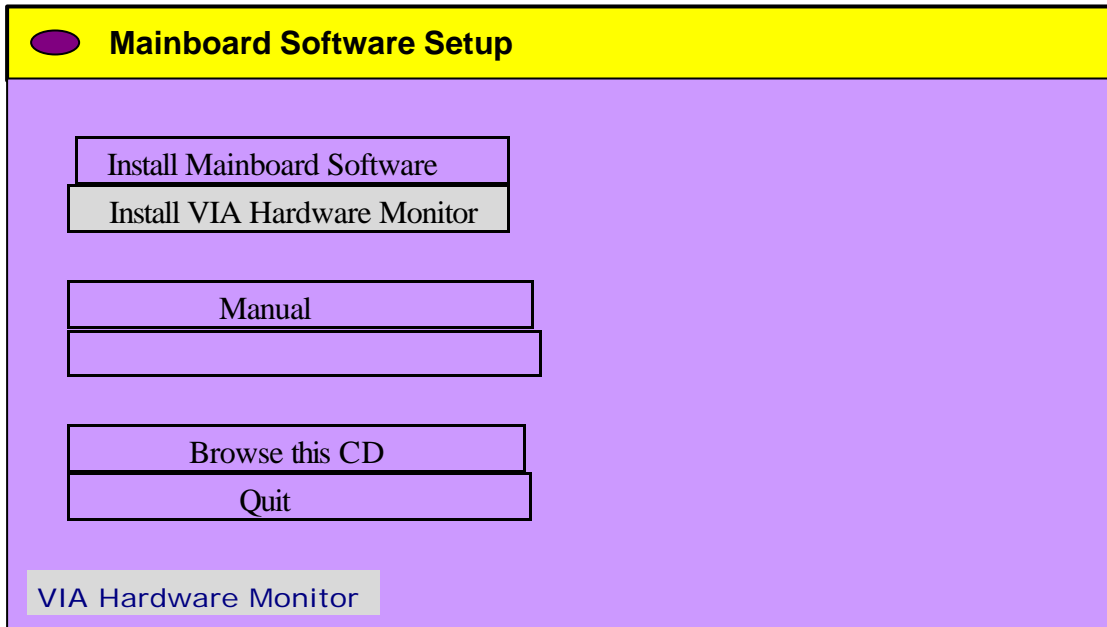 Mainboard Software Setup
Install Mainboard Software
Install VIA Hardware Monitor
Manual
Browse this CD
Quit
VIA Hardware Monitor